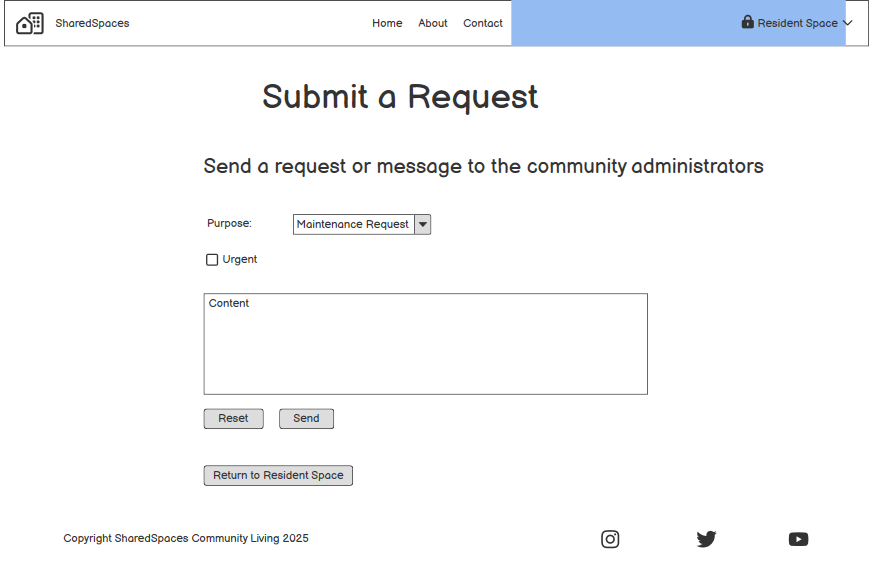 SharedSpaces Home About Contact Resident Space
Submit a Request
Send a request or message to the community administrators
Purpose: Maintenance Request
Urgent
Content
Reset Send
Return to Resident Space
Copyright SharedSpaces Community Living 2025